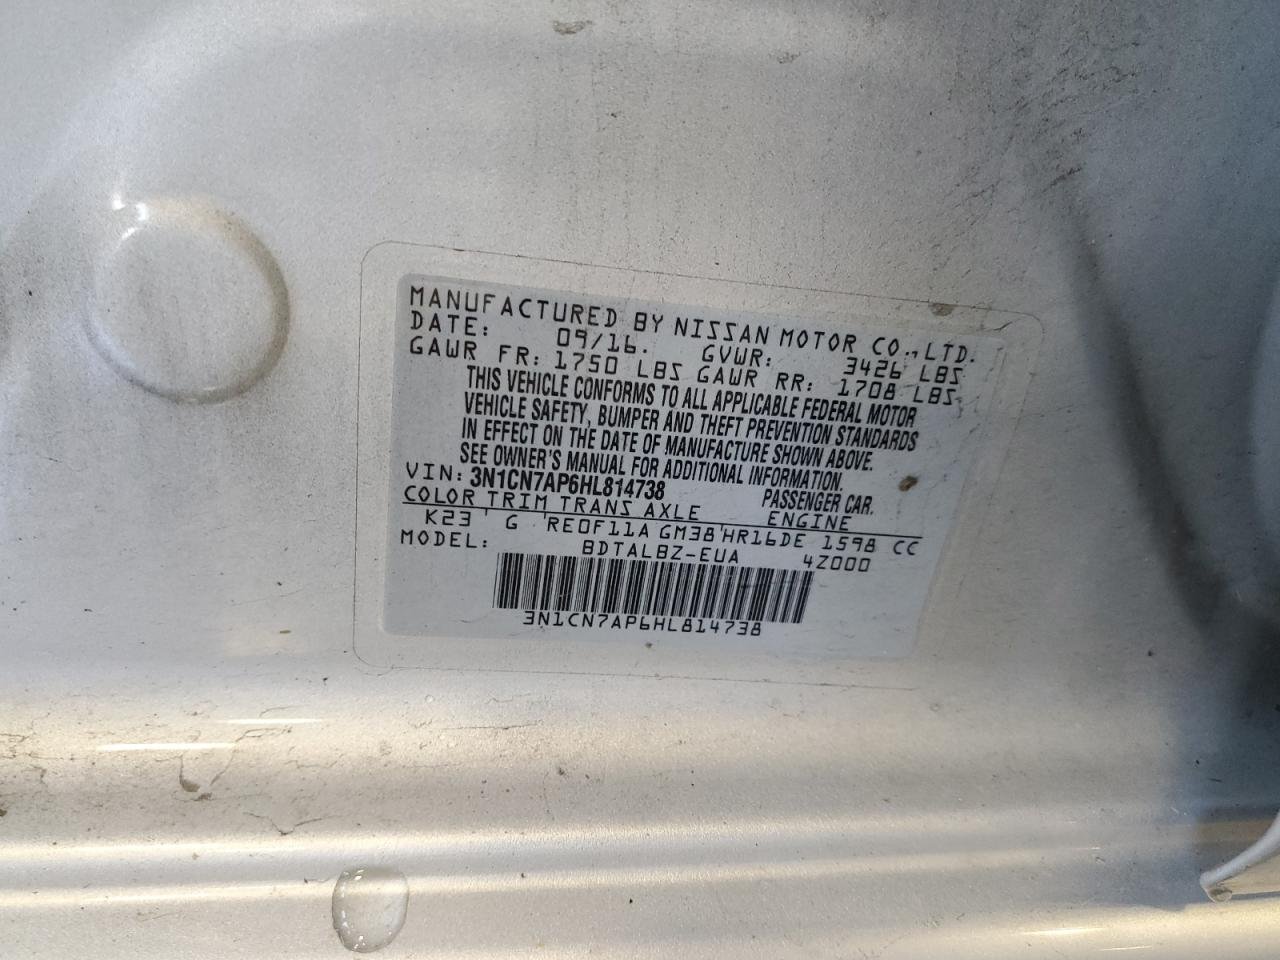 MANUFACTURED BY NISSAN MOTOR CO., LTD.
DATE: 09/16. GVWR: 3426 LBS
GAWR FR: 1750 LBS GAWR RR: 1708 LBS
THIS VEHICLE CONFORMS TO ALL APPLICABLE FEDERAL MOTOR
VEHICLE SAFETY, BUMPER AND THEFT PREVENTION STANDARDS
IN EFFECT ON THE DATE OF MANUFACTURE SHOWN ABOVE.
SEE OWNER'S MANUAL FOR ADDITIONAL INFORMATION.
VIN: 3N1CN7AP6HL814738 PASSENGER CAR.
COLOR TRIM TRANS AXLE ENGINE
K23 G RE0F11A GM38 HR16DE 1598 CC
MODEL: BDTALBZ-EUA 4Z000
3N1CN7AP6HL814738